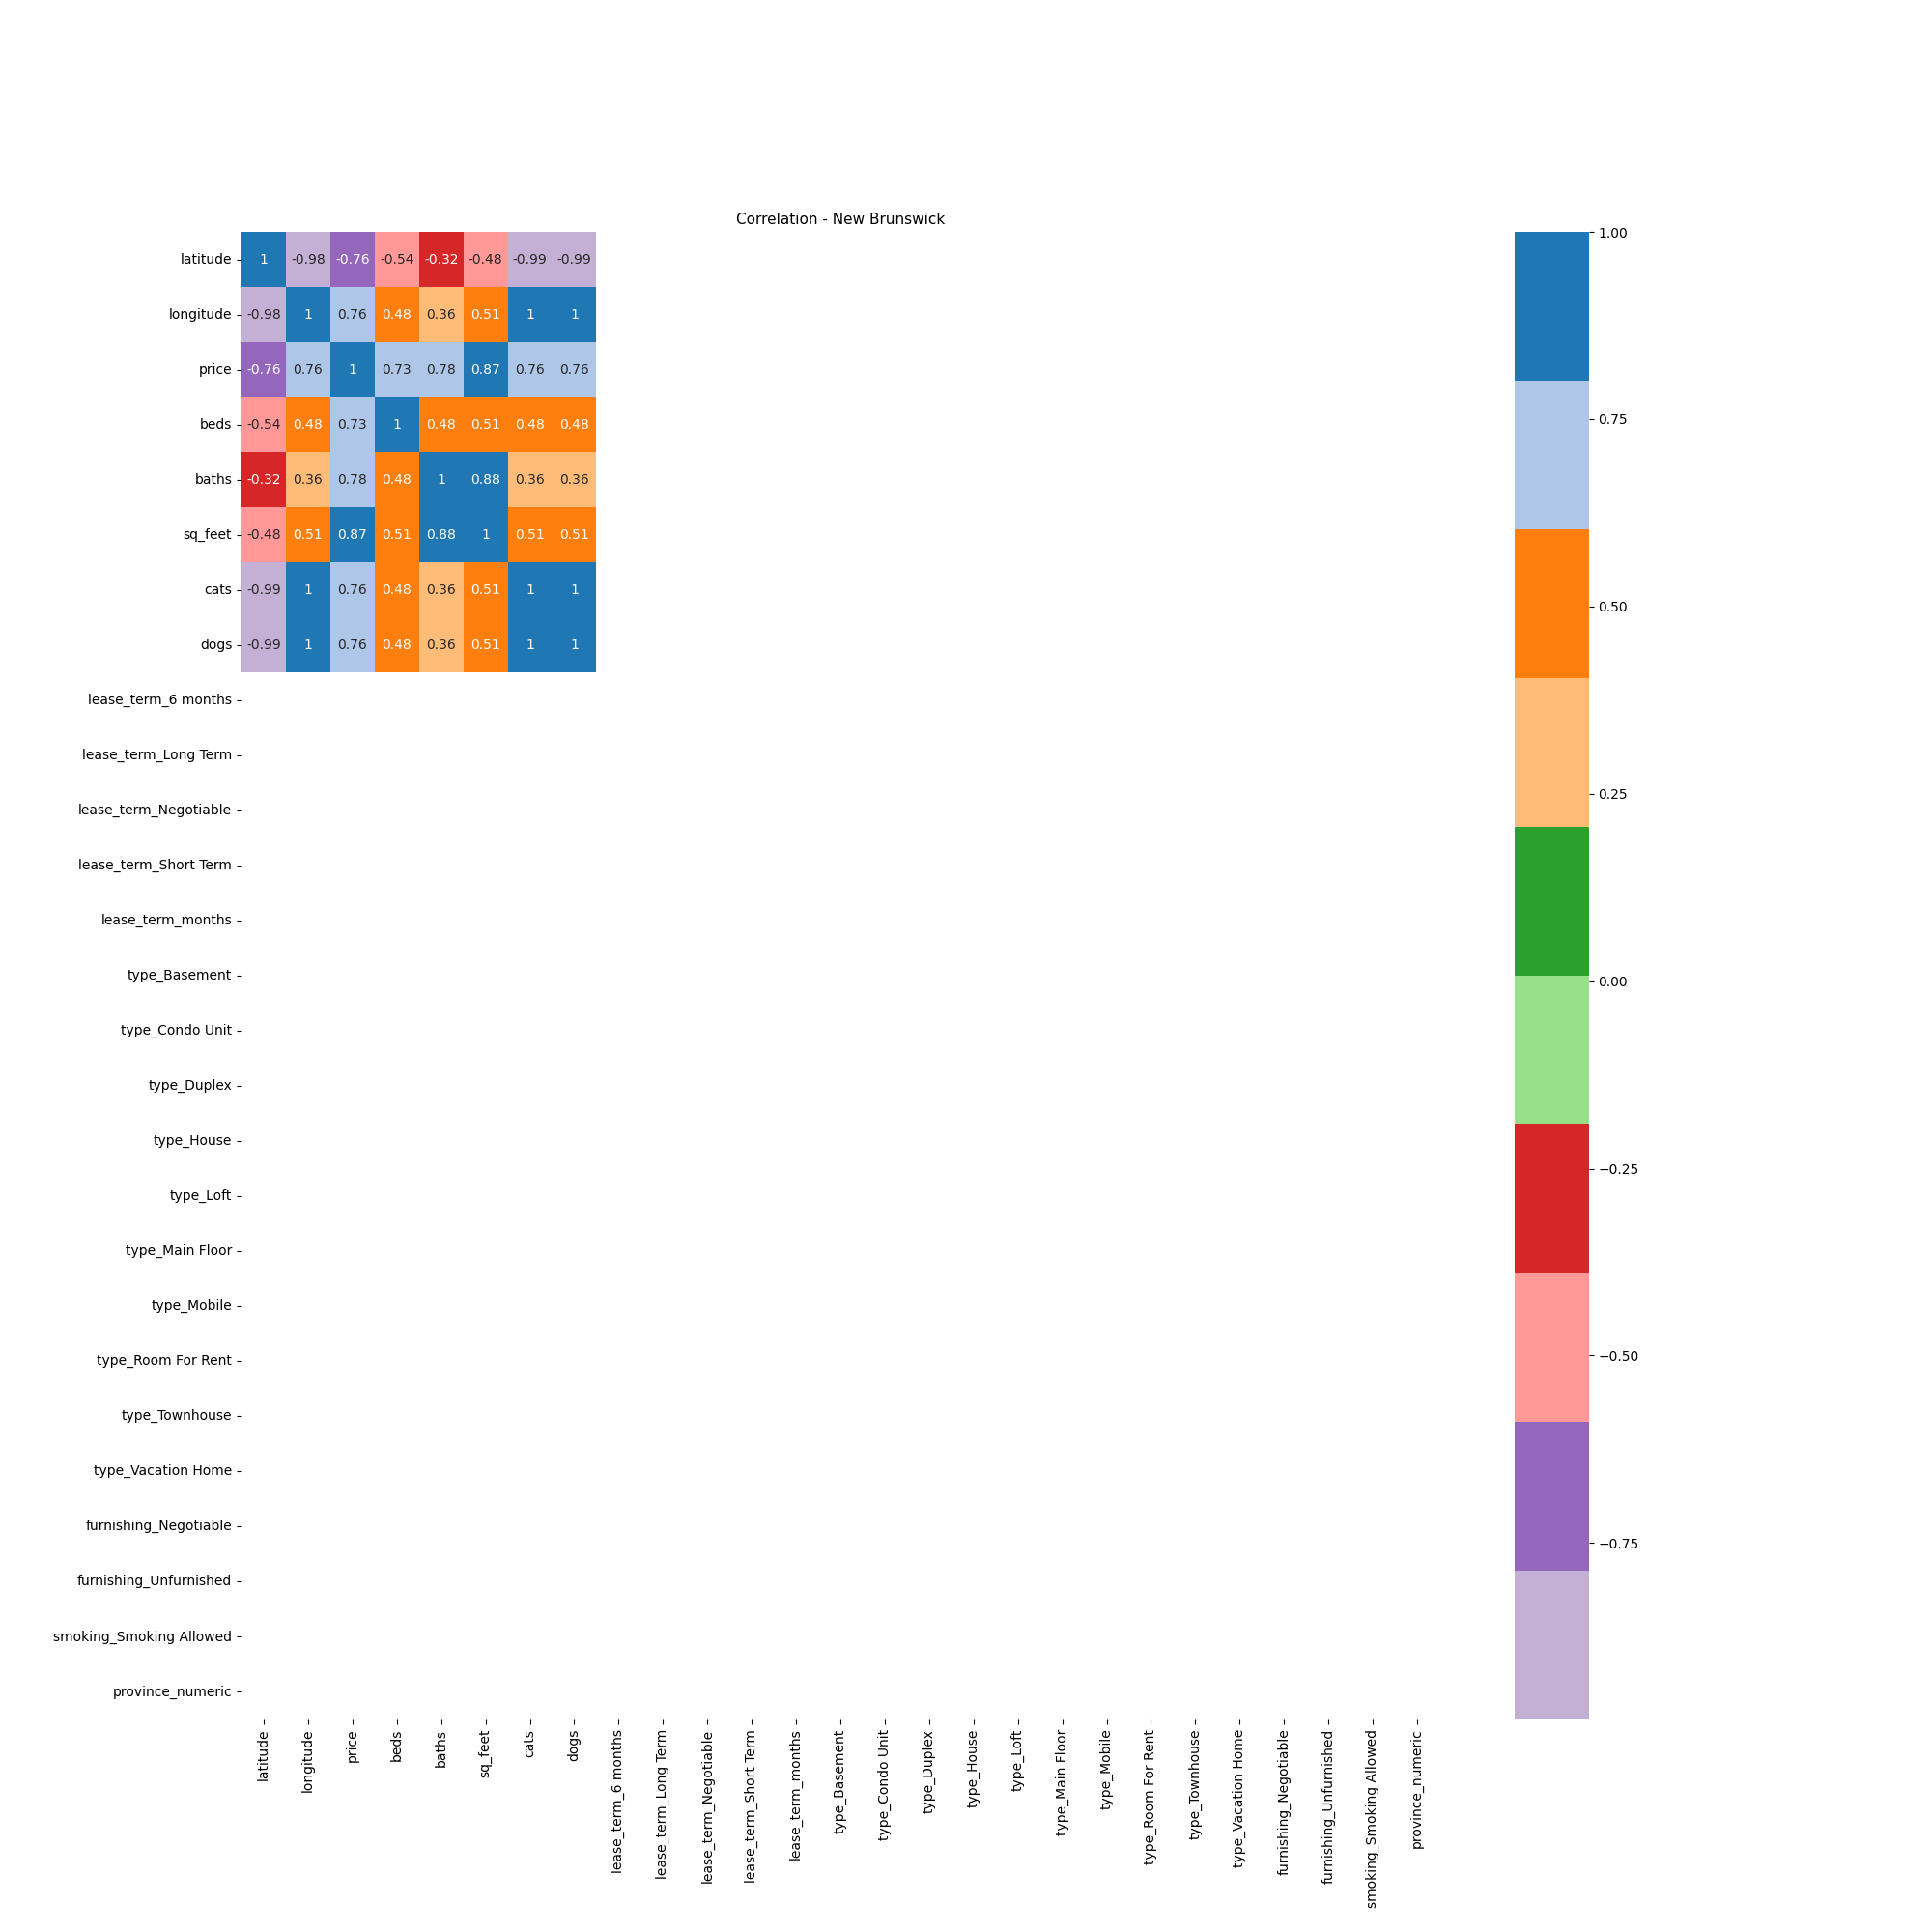 Correlation - New Brunswick
latitude 1 -0.98 -0.76 -0.54 -0.32 -0.48 -0.99 -0.99
longitude -0.98 1 0.76 0.48 0.36 0.51 1 1
price -0.76 0.76 1 0.73 0.78 0.87 0.76 0.76
beds -0.54 0.48 0.73 1 0.48 0.51 0.48 0.48
baths -0.32 0.36 0.78 0.48 1 0.88 0.36 0.36
sq_feet -0.48 0.51 0.87 0.51 0.88 1 0.51 0.51
cats -0.99 1 0.76 0.48 0.36 0.51 1 1
dogs -0.99 1 0.76 0.48 0.36 0.51 1 1
lease_term_6 months
lease_term_Long Term
lease_term_Negotiable
lease_term_Short Term
lease_term_months
type_Basement
type_Condo Unit
type_Duplex
type_House
type_Loft
type_Main Floor
type_Mobile
type_Room For Rent
type_Townhouse
type_Vacation Home
furnishing_Negotiable
furnishing_Unfurnished
smoking_Smoking Allowed
province_numeric
latitude
longitude
price
beds
baths
sq_feet
cats
dogs
lease_term_6 months
lease_term_Long Term
lease_term_Negotiable
lease_term_Short Term
lease_term_months
type_Basement
type_Condo Unit
type_Duplex
type_House
type_Loft
type_Main Floor
type_Mobile
type_Room For Rent
type_Townhouse
type_Vacation Home
furnishing_Negotiable
furnishing_Unfurnished
smoking_Smoking Allowed
province_numeric
1.00
0.75
0.50
0.25
0.00
−0.25
−0.50
−0.75